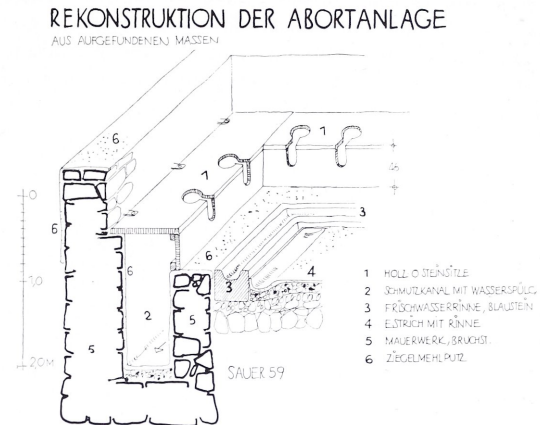 REKONSTRUKTION DER ABORTANLAGE
AUS AUFGEFUNDENEN MASSEN
6
1
1
0
6
6
6
3
1,0
2
3
4
5
5
2,0 M
SAUER 59
1 HOLZ O STEINSITZE
2 SCHMUTZKANAL MIT WASSERSPÜLG.
3 FRISCHWASSERRINNE, BLAUSTEIN
4 ESTRICH MIT RINNE
5 MAUERWERK, BRUCHST.
6 ZIEGELMEHLPUTZ